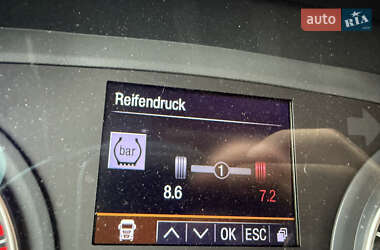 auto RIA
Reifendruck
bar
1
8.6 7.2
OK ESC